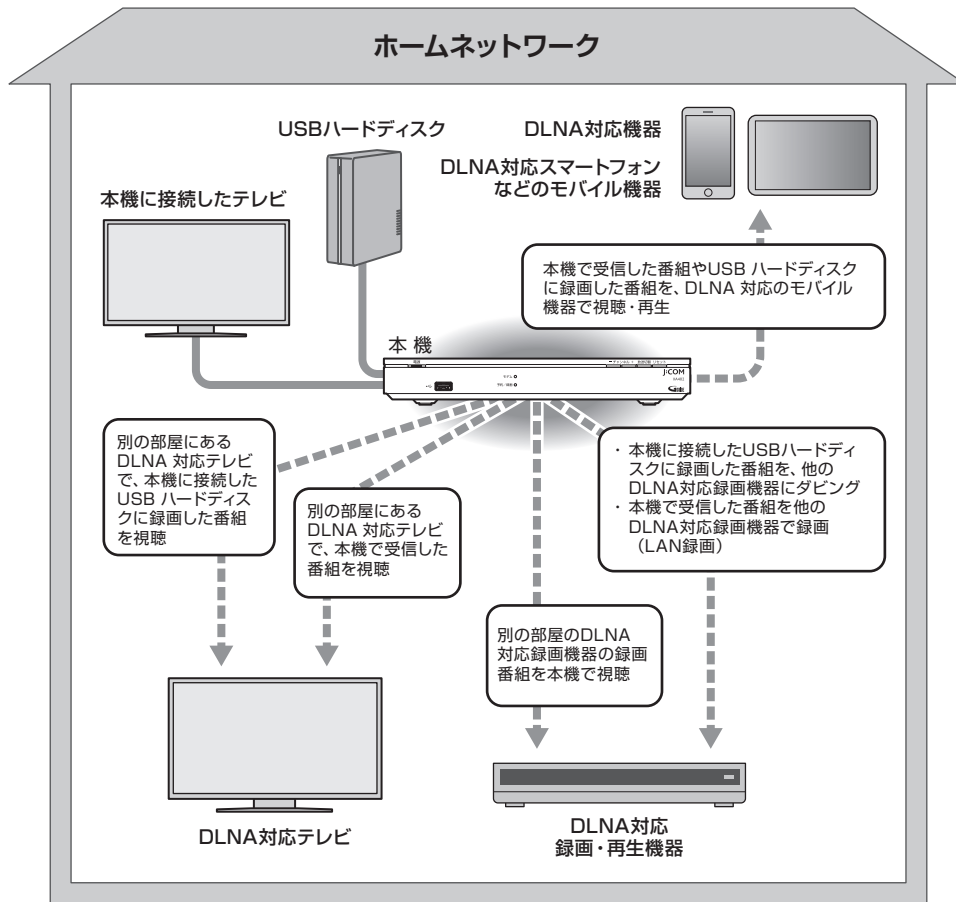 ホームネットワーク
USBハードディスク
DLNA対応機器
DLNA対応スマートフォン
などのモバイル機器
本機に接続したテレビ
本機で受信した番組やUSB ハードディスク
に録画した番組を、DLNA 対応のモバイル
機器で視聴・再生
本 機
電源
J:COM
別の部屋にある
DLNA 対応テレビ
で、本機に接続した
USB ハードディス
クに録画した番組
を視聴
別の部屋にある
DLNA 対応テレビ
で、本機で受信した
番組を視聴
・ 本機に接続したUSBハードディ
スクに録画した番組を、他の
DLNA対応録画機器にダビング
・ 本機で受信した番組を他の
DLNA対応録画機器で録画
（LAN録画）
別の部屋のDLNA
対応録画機器の録画
番組を本機で視聴
DLNA対応テレビ
DLNA対応
録画・再生機器